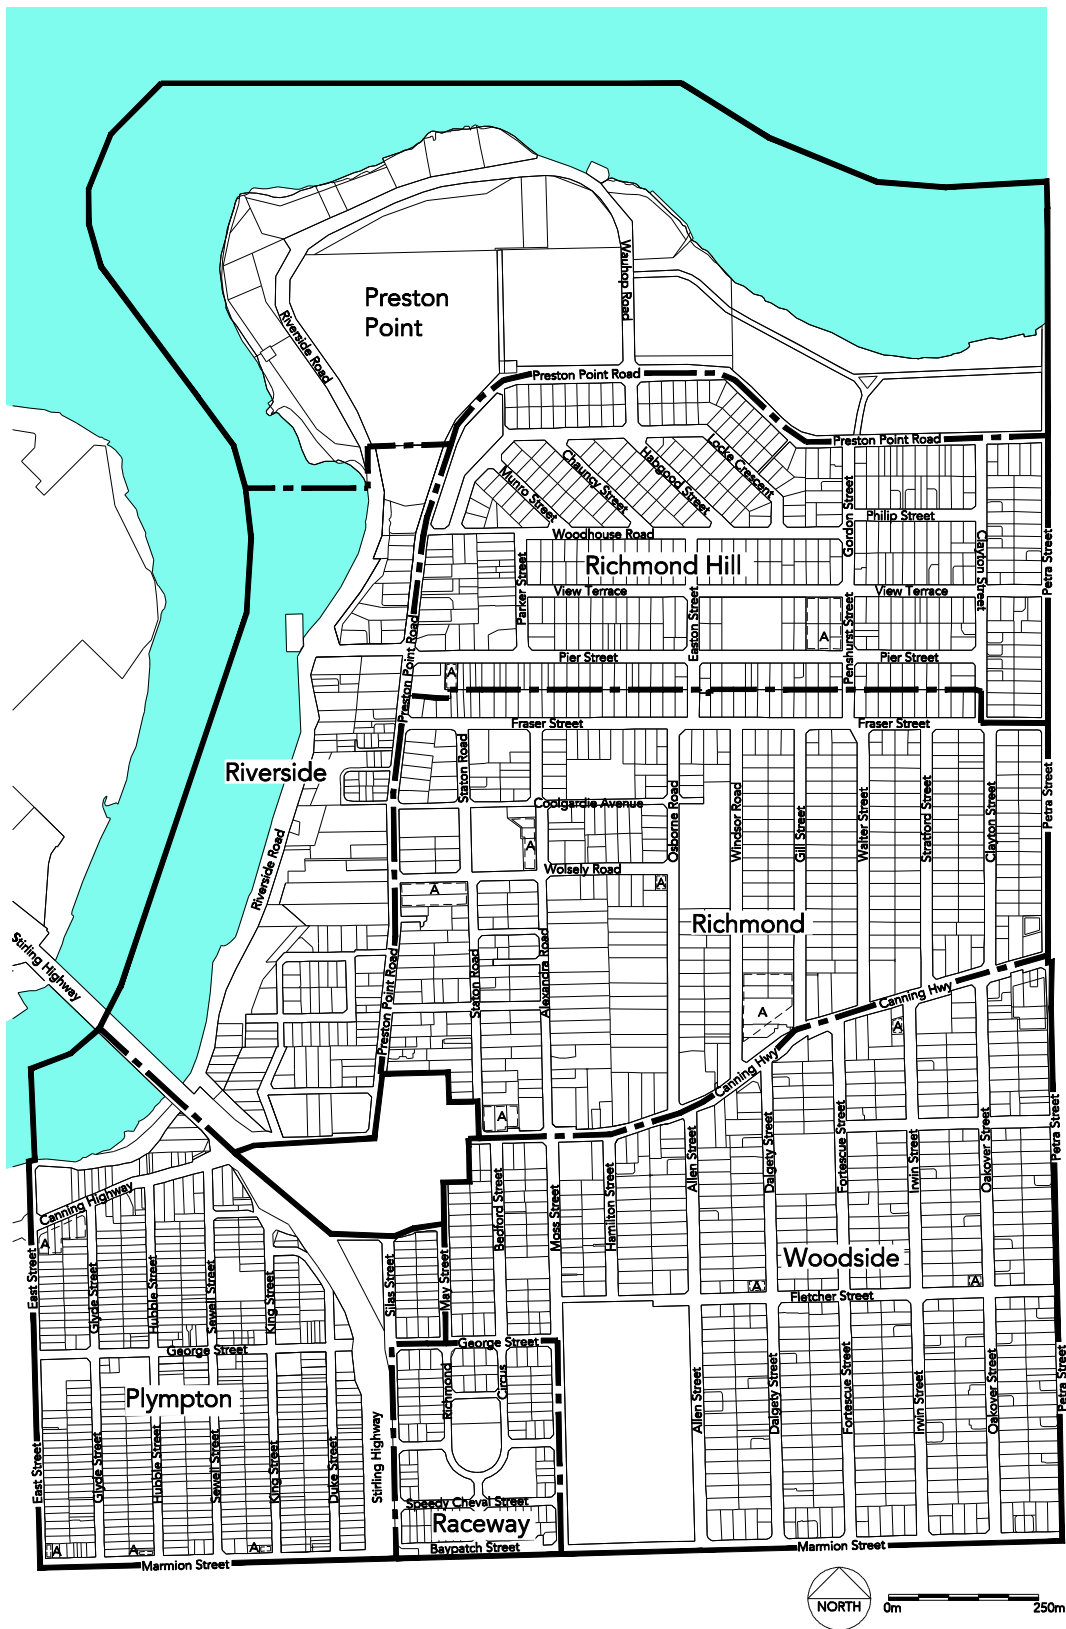 Preston
Point
Wauhop Road
Riverside Road
Preston Point Road
Preston Point Road
Locke Crescent
Habgood Street
Chauncy Street
Munro Street
Gordon Street
Philip Street
Clayton Street
Petra Street
Woodhouse Road
Richmond Hill
Parker Street
View Terrace
View Terrace
Easton Street
Penshurst Street
A
Pier Street
Pier Street
A
Preston Point Road
Fraser Street
Fraser Street
Riverside
Staton Road
Coolgardie Avenue
Osborne Road
Windsor Road
Gill Street
Walter Street
Stratford Street
Clayton Street
Petra Street
A
Wolsely Road
A
A
Riverside Road
Richmond
Stirling Highway
Preston Point Road
Staton Road
Alexandra Road
A
Canning Hwy
A
Canning Hwy
A
Allen Street
Dalgety Street
Fortescue Street
Irwin Street
Oakover Street
Petra Street
Canning Highway
A
East Street
Glyde Street
Hubble Street
Sewell Street
King Street
Silas Street
May Street
Bedford Street
Moss Street
Hamilton Street
Woodside
A
A
Fletcher Street
George Street
George Street
Plympton
Richmond
Circus
Allen Street
Dalgety Street
Fortescue Street
Irwin Street
Oakover Street
Petra Street
East Street
Glyde Street
Hubble Street
Sewell Street
King Street
Duke Street
Stirling Highway
Speedy Cheval Street
Raceway
Baypatch Street
A
A
A
Marmion Street
Marmion Street
NORTH
0m
250m